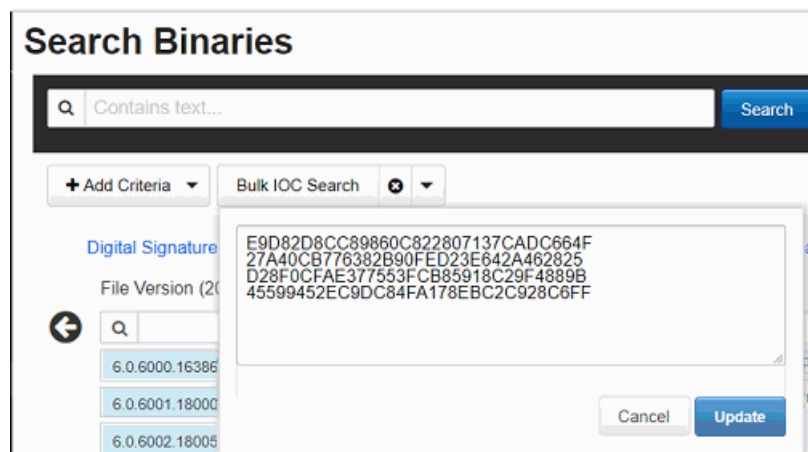 Search Binaries
Contains text...
Search
Add Criteria
Bulk IOC Search
E9D82D8CC89860C822807137CADC664F
27A40CB776382B90FED23E642A462825
D28F0CFAE377553FCB85918C29F4889B
45599452EC9DC84FA178EBC2C928C6FF
Digital Signature
File Version (20
6.0.6000.16386
6.0.6001.18000
6.0.6002.18005
Cancel
Update